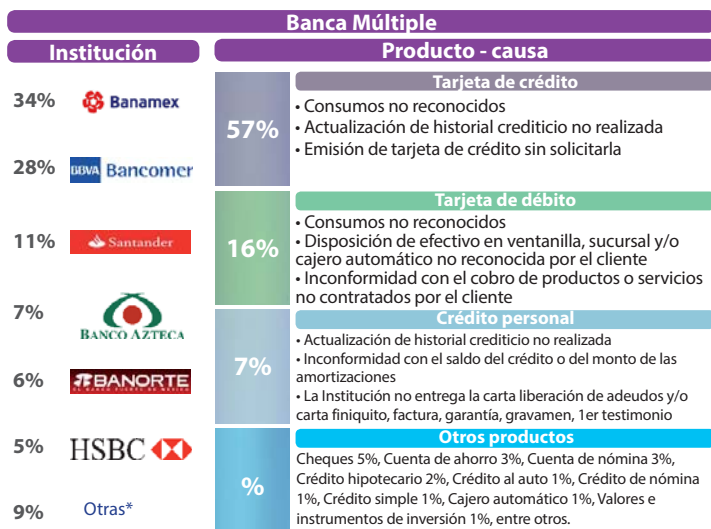 Banca Múltiple
Institución
34% Banamex
28% BBVA Bancomer
11% Santander
7% BANCO AZTECA
6% BANORTE
EL BANCO FUERTE DE MÉXICO
5% HSBC
9% Otras*
Producto - causa
57%
Tarjeta de crédito
• Consumos no reconocidos
• Actualización de historial crediticio no realizada
• Emisión de tarjeta de crédito sin solicitarla
16%
Tarjeta de débito
• Consumos no reconocidos
• Disposición de efectivo en ventanilla, sucursal y/o
cajero automático no reconocida por el cliente
• Inconformidad con el cobro de productos o servicios
no contratados por el cliente
7%
Crédito personal
• Actualización de historial crediticio no realizada
• Inconformidad con el saldo del crédito o del monto de las
amortizaciones
• La Institución no entrega la carta liberación de adeudos y/o
carta finiquito, factura, garantía, gravamen, 1er testimonio
%
Otros productos
Cheques 5%, Cuenta de ahorro 3%, Cuenta de nómina 3%,
Crédito hipotecario 2%, Crédito al auto 1%, Crédito de nómina
1%, Crédito simple 1%, Cajero automático 1%, Valores e
instrumentos de inversión 1%, entre otros.